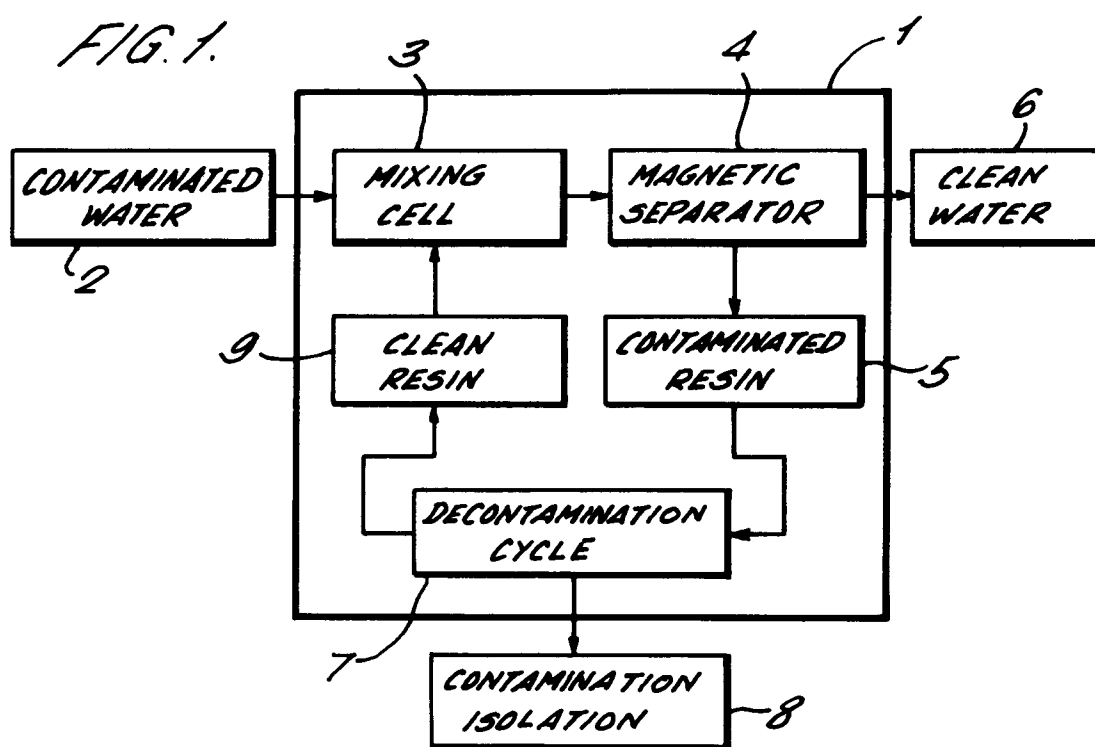 FIG. 1.
1
3
4
6
CONTAMINATED
WATER
MIXING
CELL
MAGNETIC
SEPARATOR
CLEAN
WATER
2
9
CLEAN
RESIN
CONTAMINATED
RESIN
5
DECONTAMINATION
CYCLE
7
CONTAMINATION
ISOLATION
8